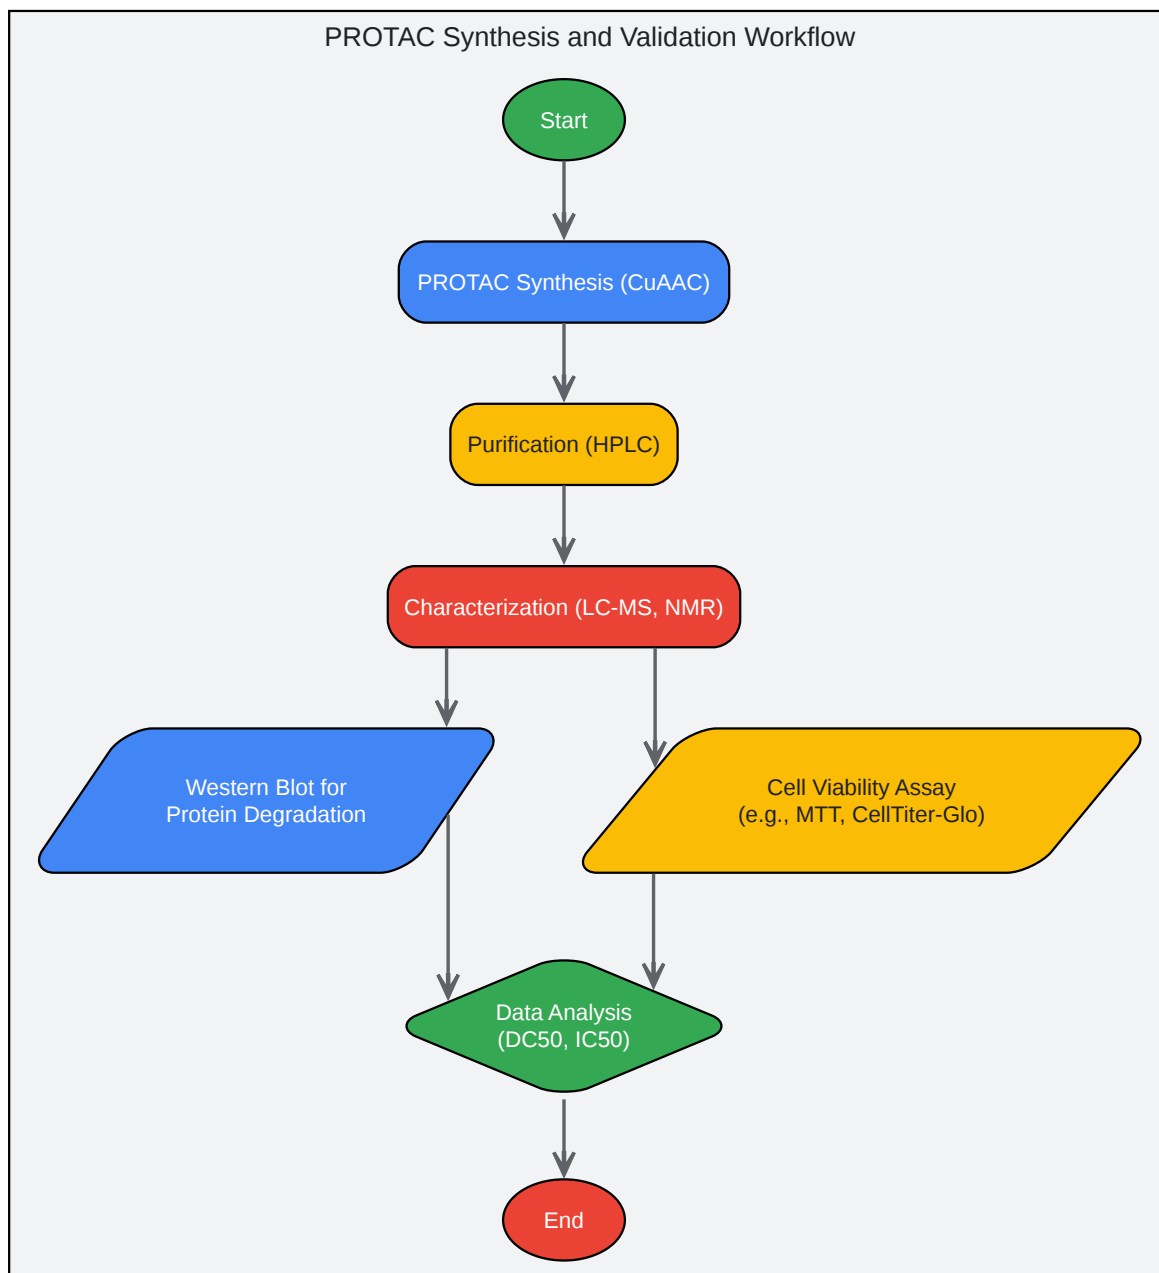 PROTAC Synthesis and Validation Workflow
Start
PROTAC Synthesis (CuAAC)
Purification (HPLC)
Characterization (LC-MS, NMR)
Western Blot for
Protein Degradation
Cell Viability Assay
(e.g., MTT, CellTiter-Glo)
Data Analysis
(DC50, IC50)
End